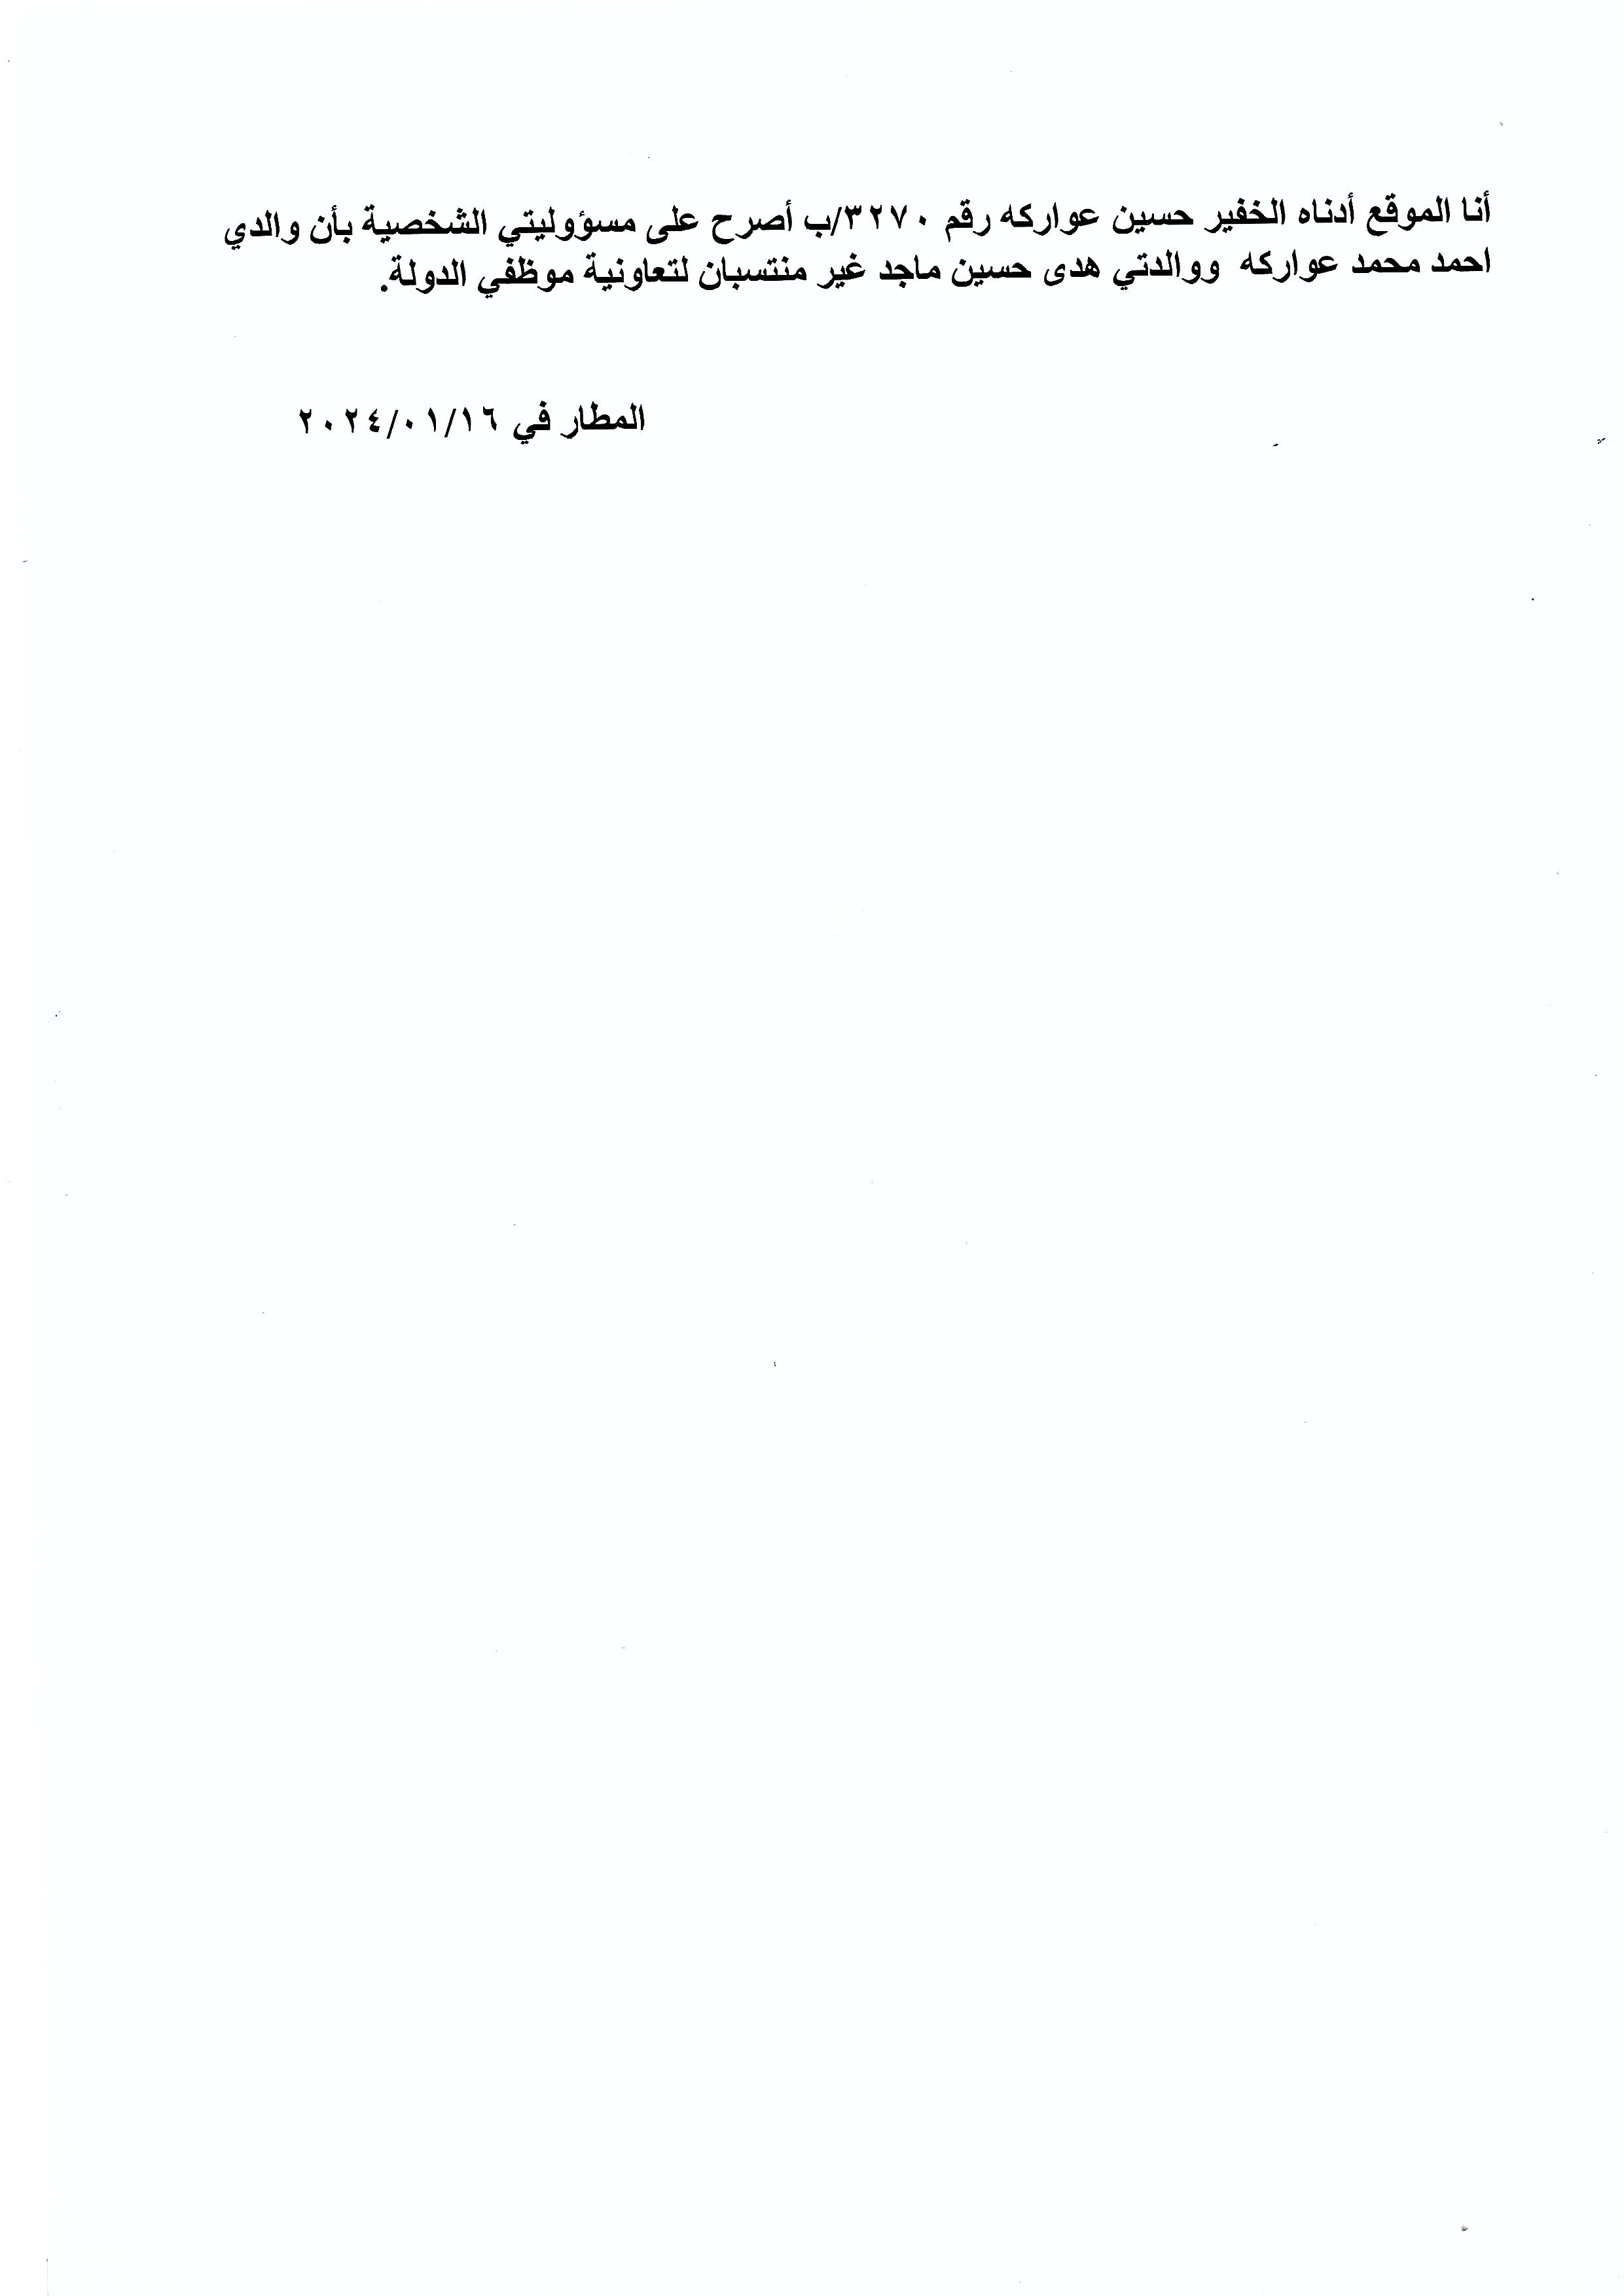 أنا الموقع أدناه الخفير حسين عواركه رقم ٣٢٧٠/ب أصرح على مسؤوليتي الشخصية بأن والدي
احمد محمد عواركه ووالدتي هدى حسين ماجد غير منتسبان لتعاونية موظفي الدولة.
المطار في ٢٠٢٤/٠١/١٦